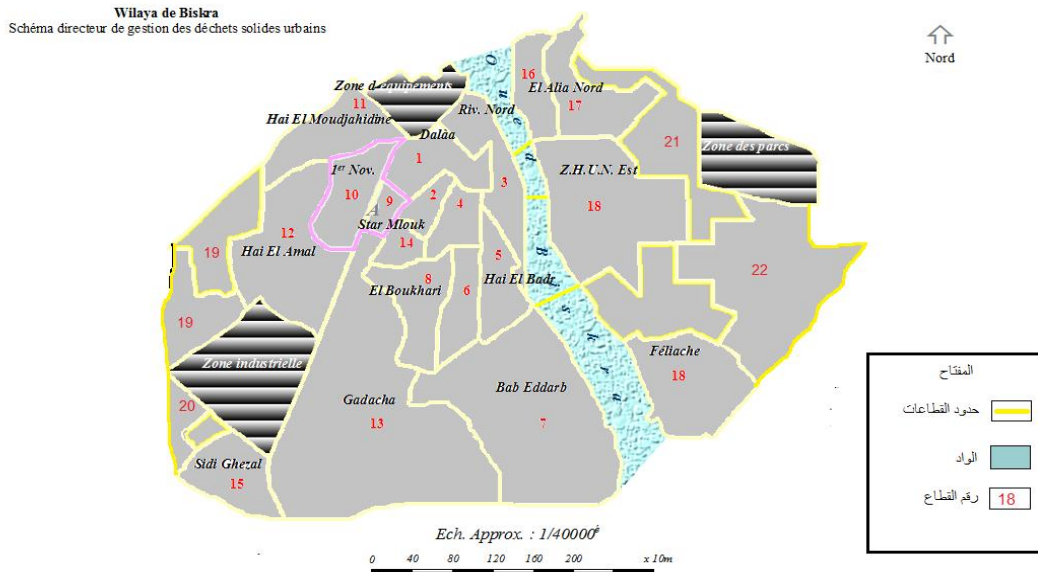 Wilaya de Biskra
Schéma directeur de gestion des déchets solides urbains
Nord
Oued Biskra
Zone d equipements
Riv. Nord
16
El Alia Nord
17
11
Hai El Moudjahidine
Dalàa
1
21
Zone des parcs
1er Nov.
10
9
A
2
4
3
Z.H.U.N. Est
18
Star Mlouk
14
12
Hai El Amal
19
5
Hai El Badr
8
El Boukhari
6
22
19
Zone industrielle
Féliache
18
20
Gadacha
13
Bab Eddarb
7
Sidi Ghezal
15
المفتاح
حدود القطاعات
الواد
رقم القطاع
18
Ech. Approx. : 1/40000è
0 40 80 120 160 200 x 10m